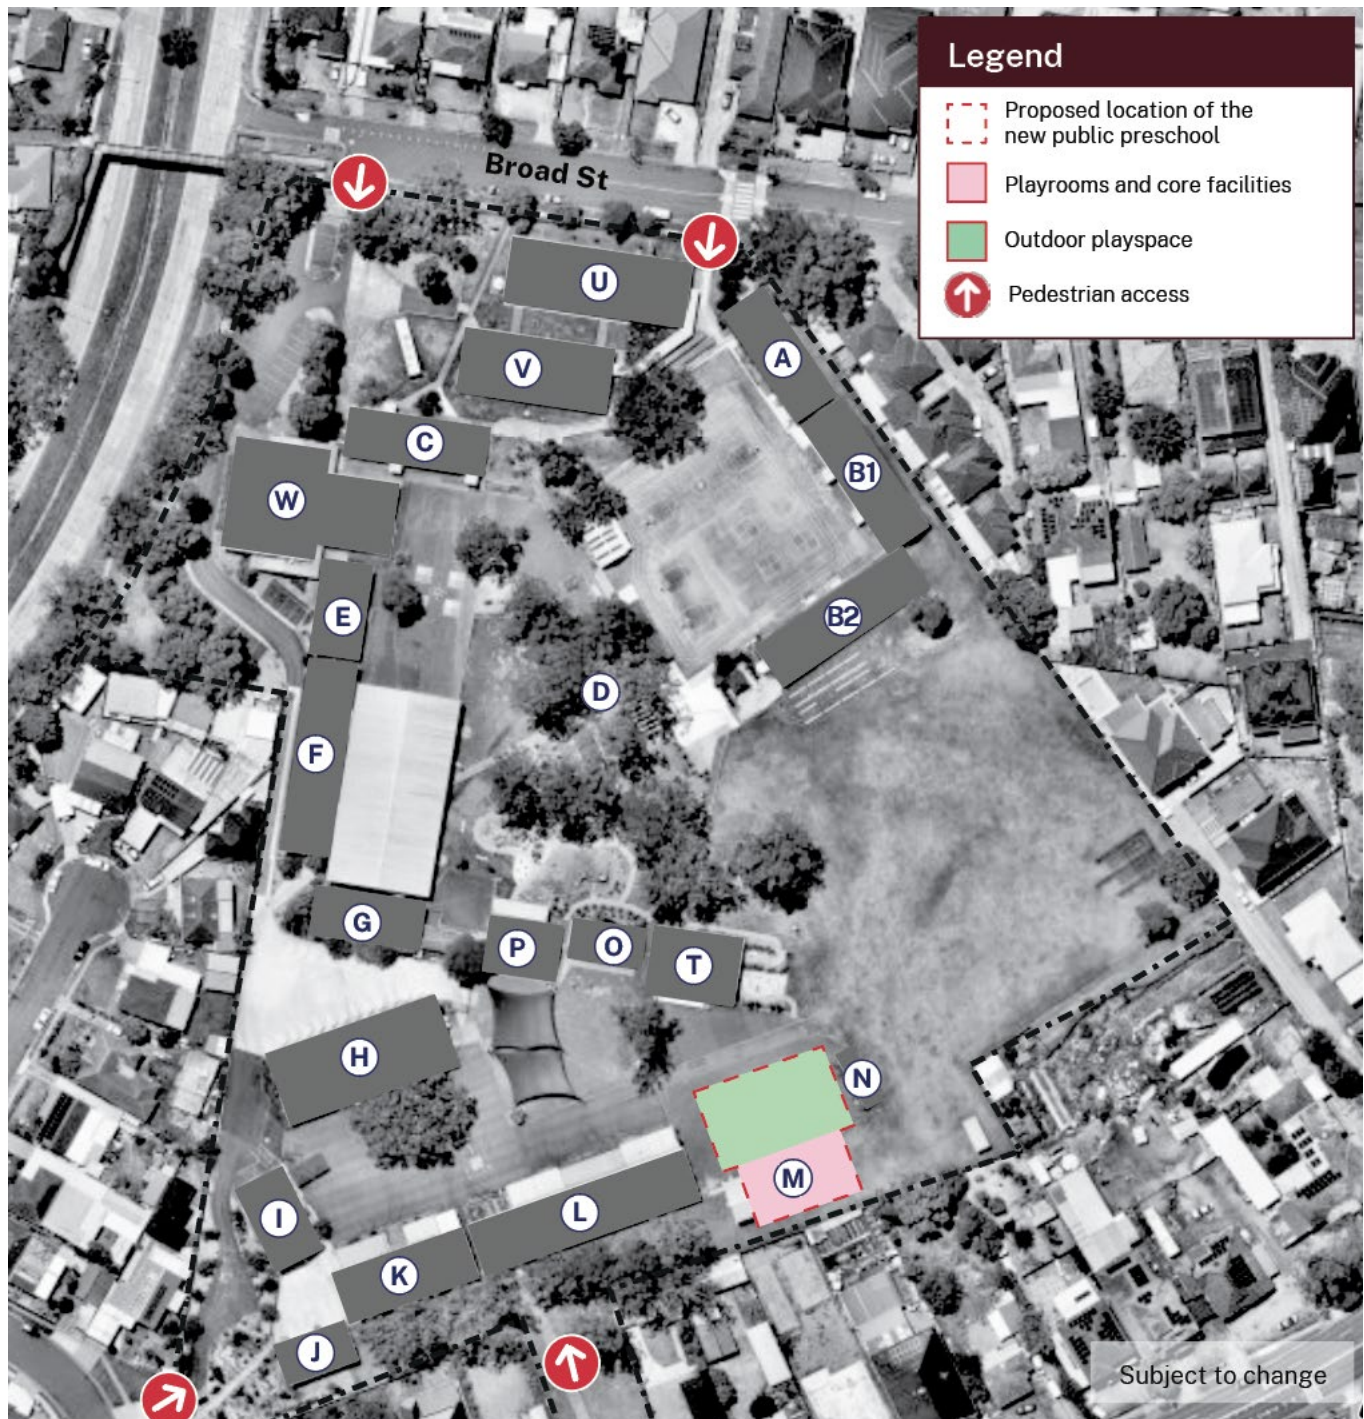 Legend
Proposed location of the
new public preschool
Playrooms and core facilities
Outdoor playspace
Pedestrian access
Broad St
U
A
V
C
B1
W
E
B2
D
F
G
P
O
T
H
N
M
I
L
K
J
Subject to change